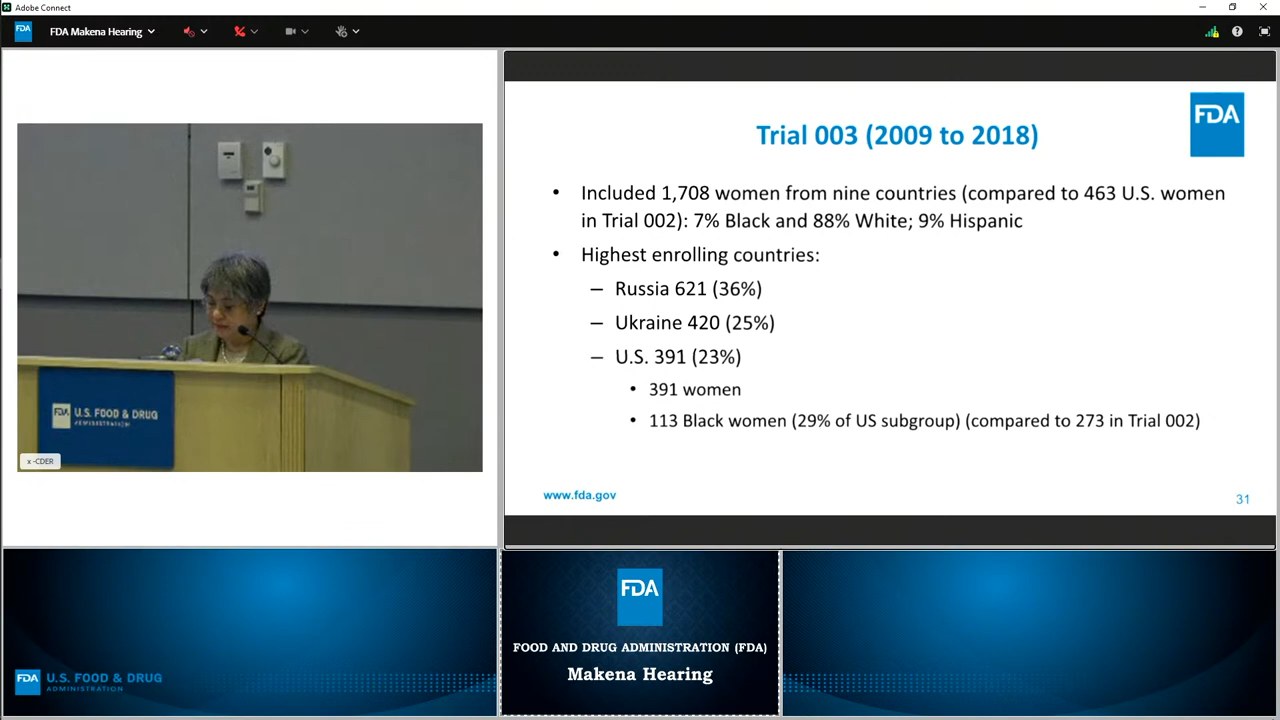 Adobe Connect
FDA
FDA Makena Hearing
Trial 003 (2009 to 2018)
FDA
• Included 1,708 women from nine countries (compared to 463 U.S. women
in Trial 002): 7% Black and 88% White; 9% Hispanic
• Highest enrolling countries:
– Russia 621 (36%)
– Ukraine 420 (25%)
– U.S. 391 (23%)
• 391 women
• 113 Black women (29% of US subgroup) (compared to 273 in Trial 002)
www.fda.gov
31
FDA U.S. FOOD & DRUG
ADMINISTRATION
x -CDER
FDA
FOOD AND DRUG ADMINISTRATION (FDA)
Makena Hearing
FDA U.S. FOOD & DRUG
ADMINISTRATION